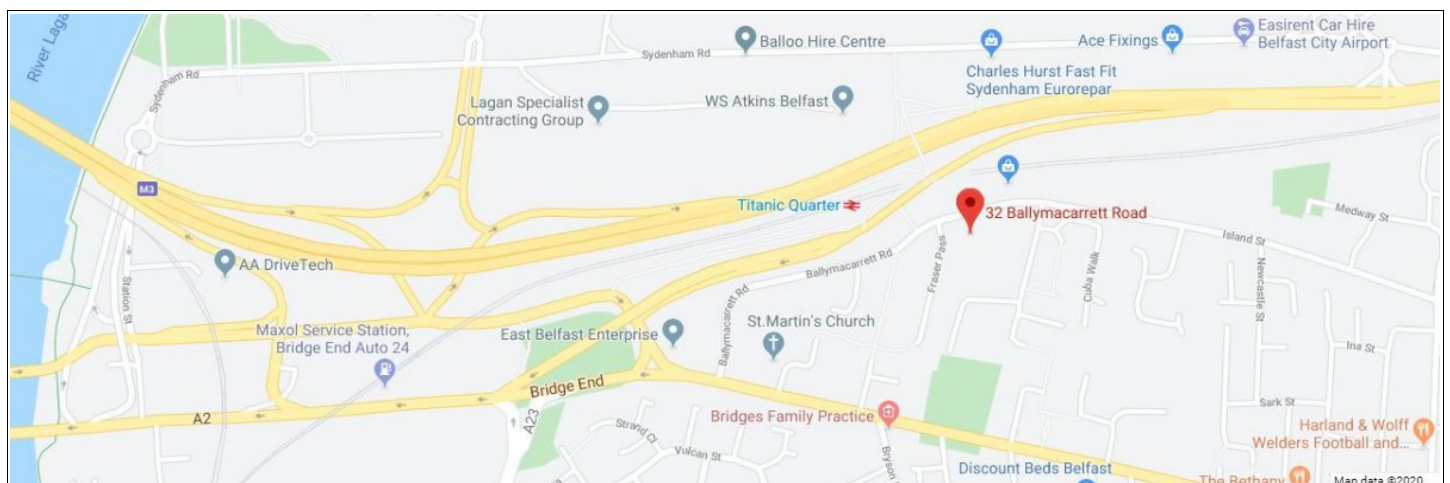 River Laga
Sydenham Rd
Sydenham Rd
Balloo Hire Centre
Ace Fixings
Easirent Car Hire
Belfast City Airport
Charles Hurst Fast Fit
Sydenham Eurorepar
Lagan Specialist
Contracting Group
WS Atkins Belfast
M3
Titanic Quarter
32 Ballymacarrett Road
Medway St
Island St
AA DriveTech
Station St
Ballymacarrett Rd
Fraser Pass
Cuba Walk
Newcastle St
Maxol Service Station,
Bridge End Auto 24
East Belfast Enterprise
St.Martin's Church
Ballymacarrett Rd
Ina St
Bridge End
A2
A23
Sark St
Bridges Family Practice
Strand Cl
Vulcan St
Bryson
Harland & Wolff
Welders Football and...
Discount Beds Belfast
The Bethany
Map data ©2020